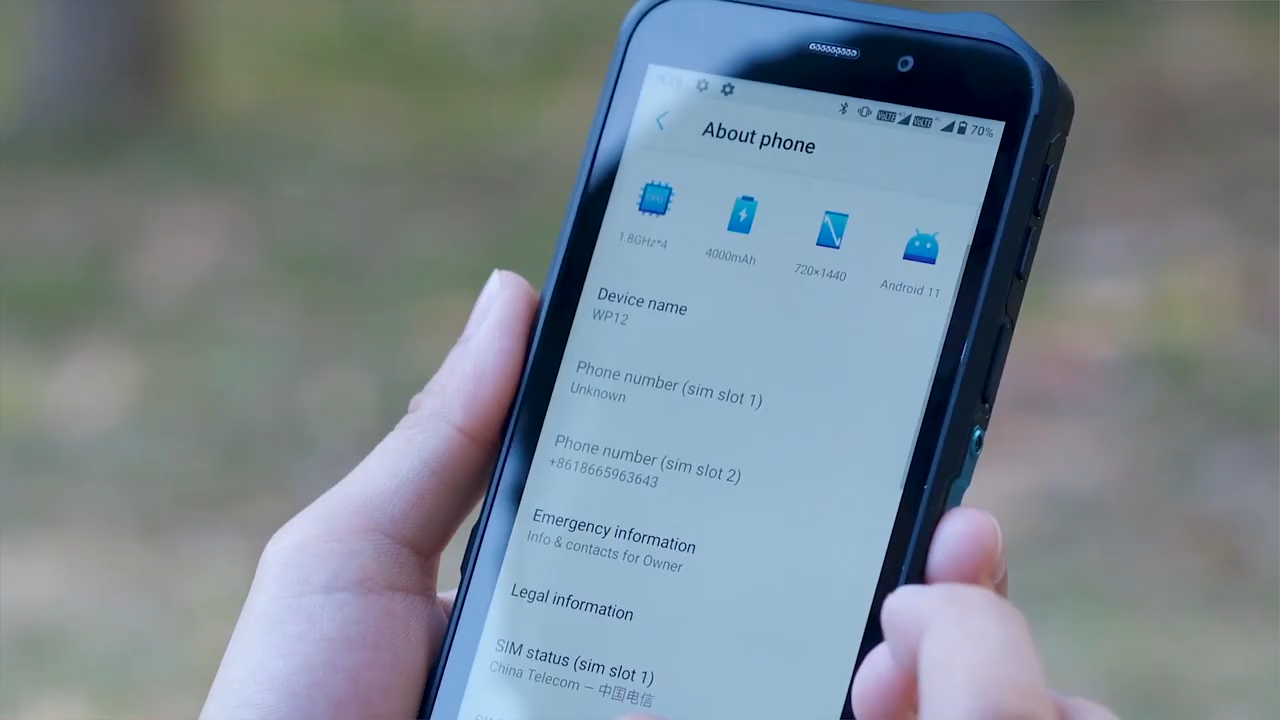 70%
About phone
1.8GHz*4
4000mAh
720×1440
Android 11
Device name
WP12
Phone number (sim slot 1)
Unknown
Phone number (sim slot 2)
+8618665963643
Emergency information
Info & contacts for Owner
Legal information
SIM status (sim slot 1)
China Telecom — 中国电信